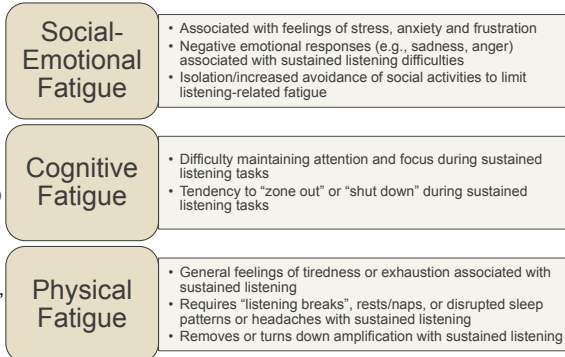 Social-
Emotional
Fatigue
• Associated with feelings of stress, anxiety and frustration
• Negative emotional responses (e.g., sadness, anger)
associated with sustained listening difficulties
• Isolation/increased avoidance of social activities to limit
listening-related fatigue
Cognitive
Fatigue
• Difficulty maintaining attention and focus during sustained
listening tasks
• Tendency to “zone out” or “shut down” during sustained
listening tasks
Physical
Fatigue
• General feelings of tiredness or exhaustion associated with
sustained listening
• Requires “listening breaks”, rests/naps, or disrupted sleep
patterns or headaches with sustained listening
• Removes or turns down amplification with sustained listening